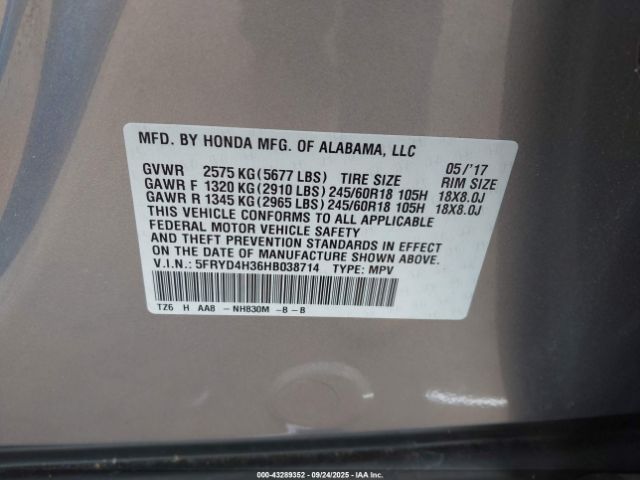 MFD. BY HONDA MFG. OF ALABAMA, LLC
GVWR 2575 KG (5677 LBS) TIRE SIZE 05/'17 RIM SIZE
GAWR F 1320 KG (2910 LBS) 245/60R18 105H 18X8.0J
GAWR R 1345 KG (2965 LBS) 245/60R18 105H 18X8.0J
THIS VEHICLE CONFORMS TO ALL APPLICABLE
FEDERAL MOTOR VEHICLE SAFETY
AND THEFT PREVENTION STANDARDS IN EFFECT
ON THE DATE OF MANUFACTURE SHOWN ABOVE.
V.I.N.: 5FRYD4H36HB038714 TYPE: MPV
TZ6 H AA8 - NH830M - B - B
© IAA - 43289352 - 09/24/2025 - IAAI.com